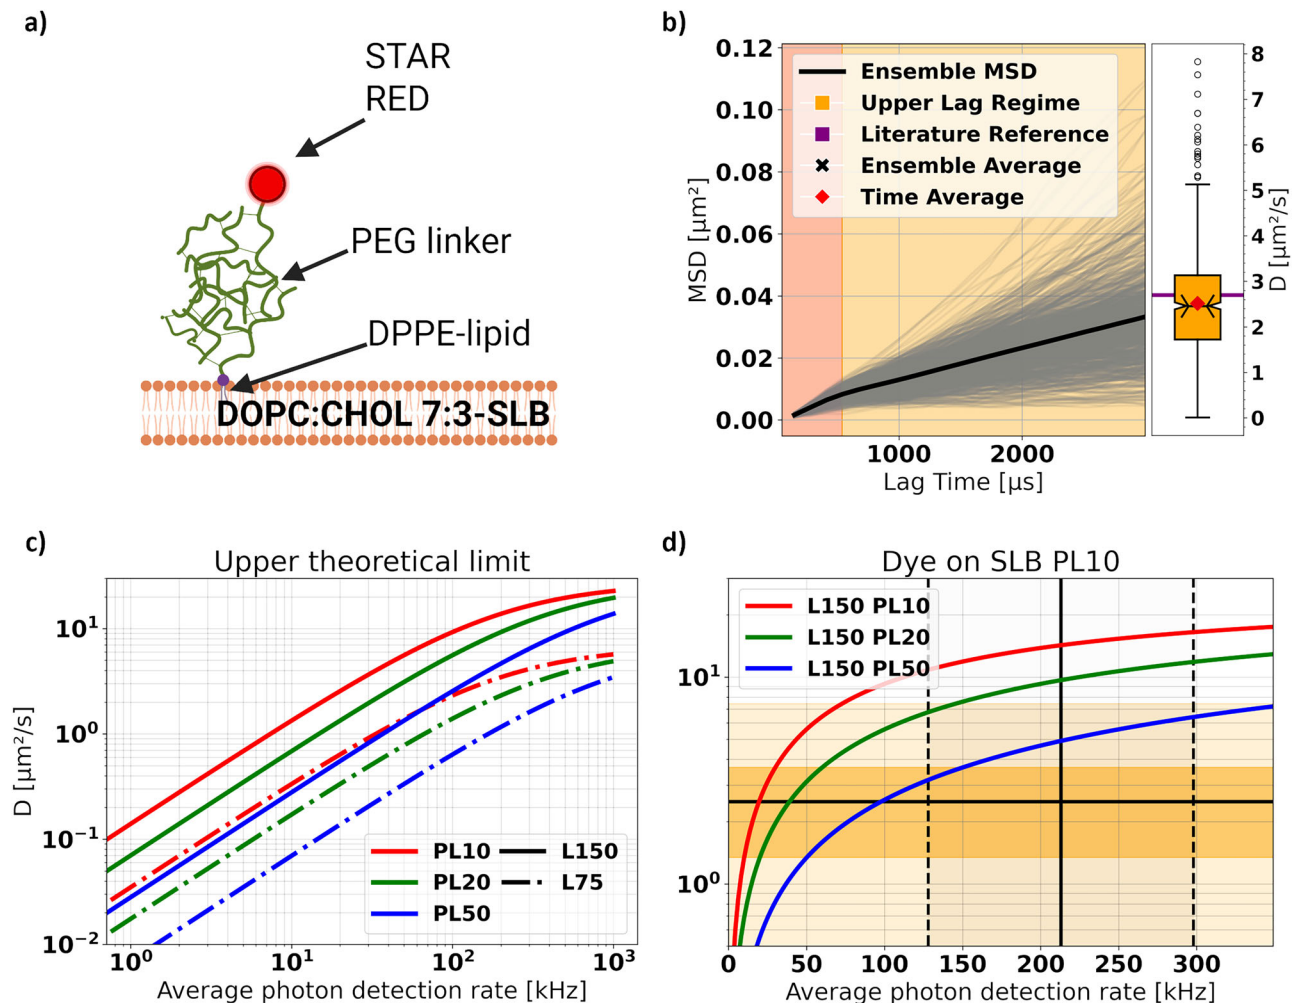 a)
STAR
RED
PEG linker
DPPE-lipid
DOPC:CHOL 7:3-SLB
b)
0.12
0.10
0.08
0.06
0.04
0.02
0.00
MSD [µm²]
Ensemble MSD
Upper Lag Regime
Literature Reference
Ensemble Average
Time Average
1000
2000
Lag Time [µs]
8
7
6
5
4
3
2
1
0
D [µm²/s]
c)
Upper theoretical limit
10¹
10⁰
10⁻¹
10⁻²
D [µm²/s]
PL10
PL20
PL50
L150
L75
10⁰
10¹
10²
10³
Average photon detection rate [kHz]
d)
Dye on SLB PL10
L150 PL10
L150 PL20
L150 PL50
10¹
10⁰
0
50
100
150
200
250
300
Average photon detection rate [kHz]